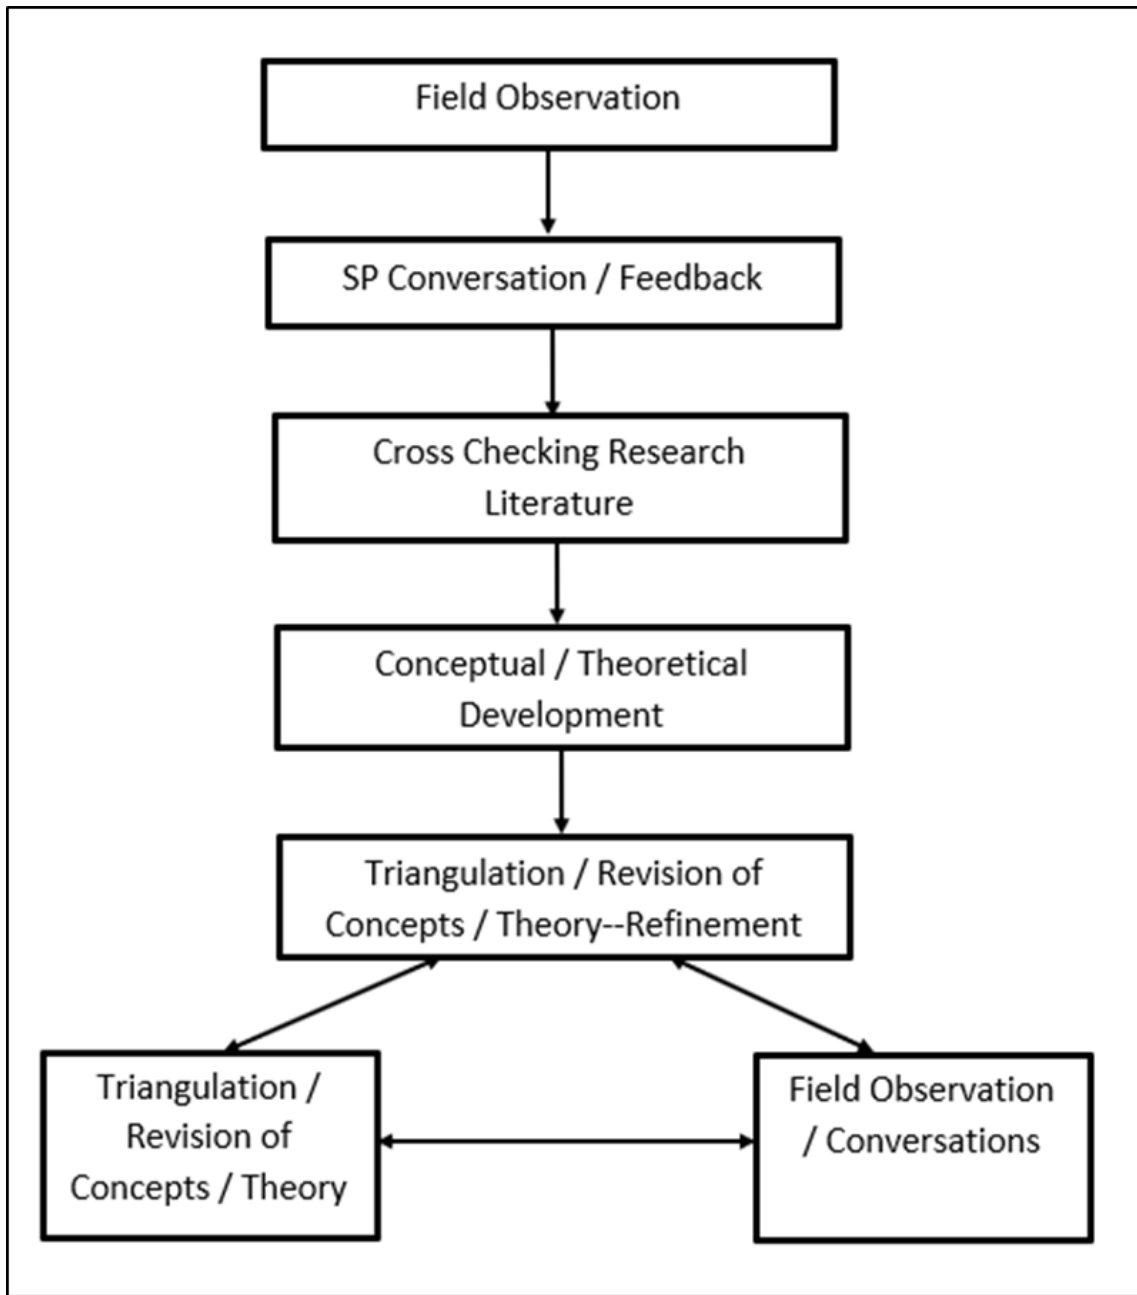 Field Observation
SP Conversation / Feedback
Cross Checking Research
Literature
Conceptual / Theoretical
Development
Triangulation / Revision of
Concepts / Theory--Refinement
Triangulation /
Revision of
Concepts / Theory
Field Observation
/ Conversations